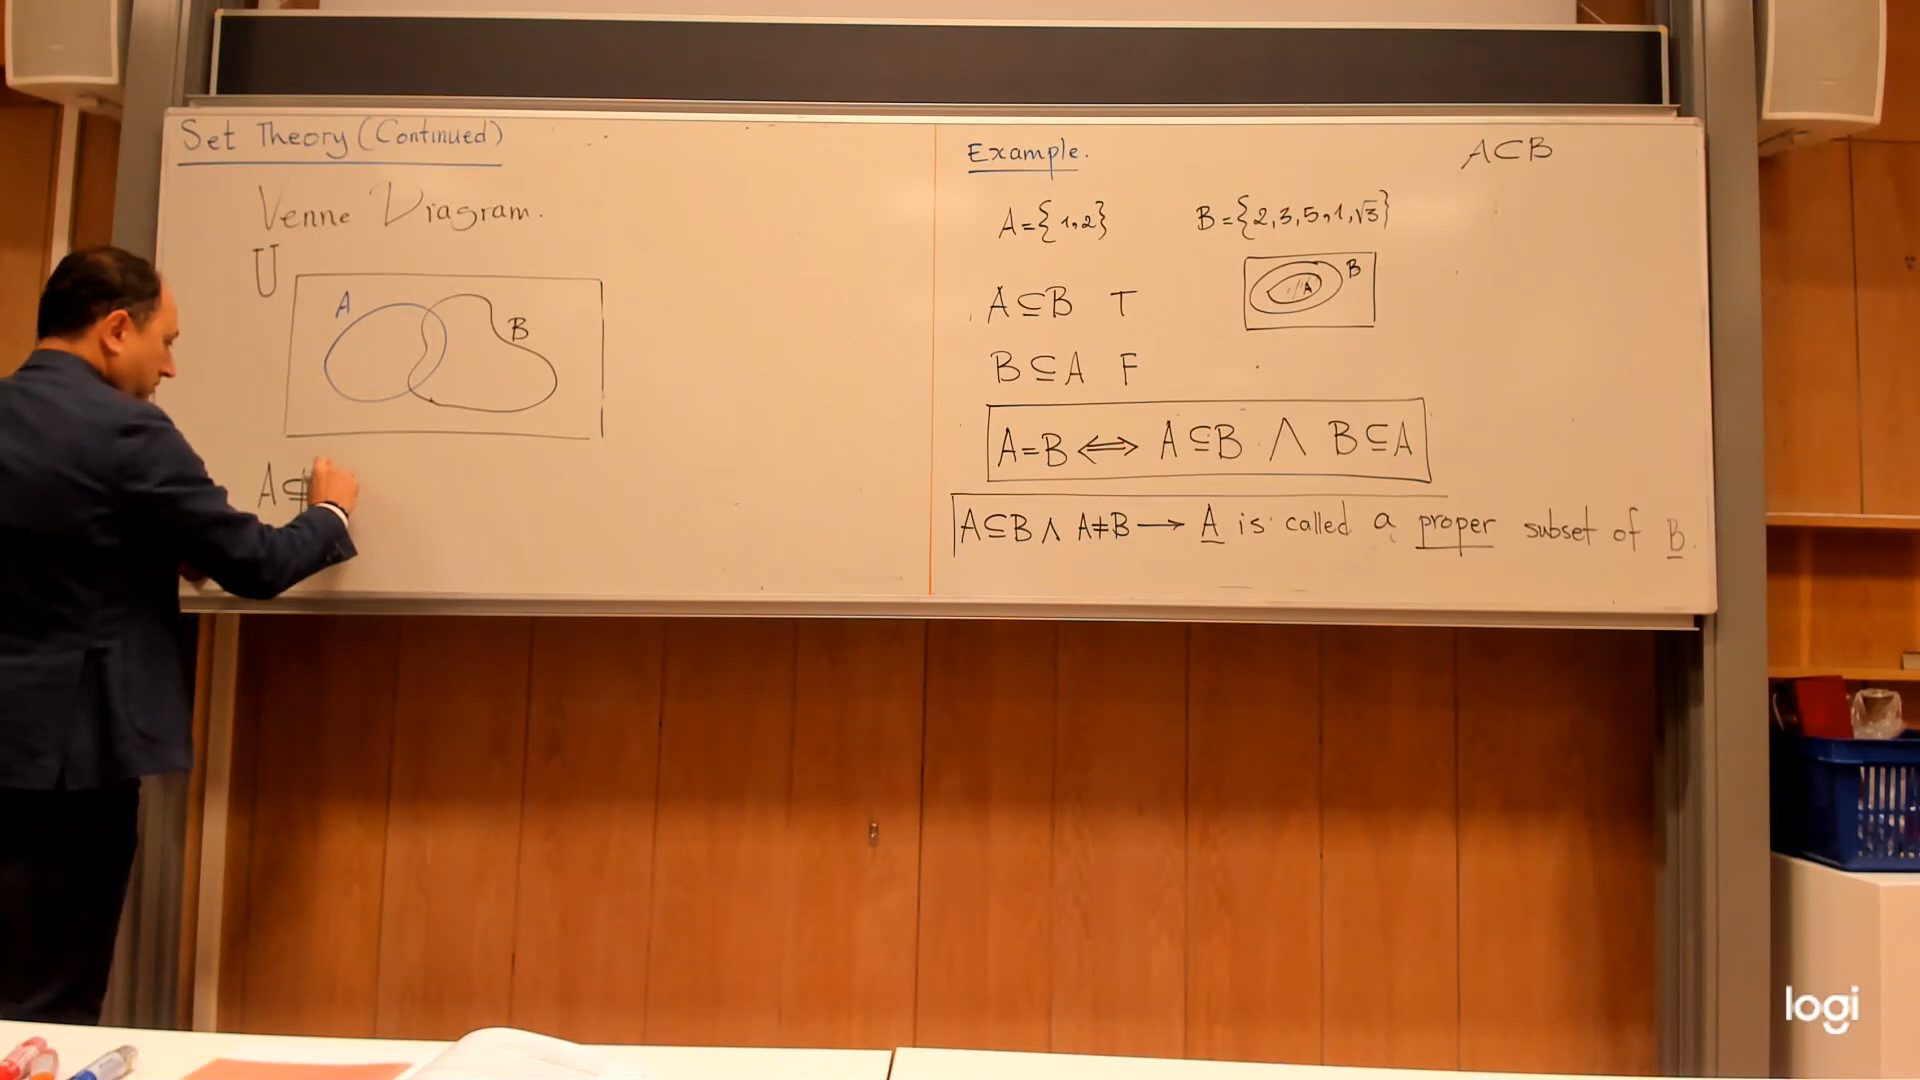 Set Theory (Continued)
Venne Diagram.
U
A
B
A
Example.
A⊂B
A={1,2}
B={2,3,5,1,√3}
B
A
A⊆B T
B⊆A F
A=B ⟺ A⊆B ∧ B⊆A
A⊆B ∧ A≠B → A is called a proper subset of B.
logi